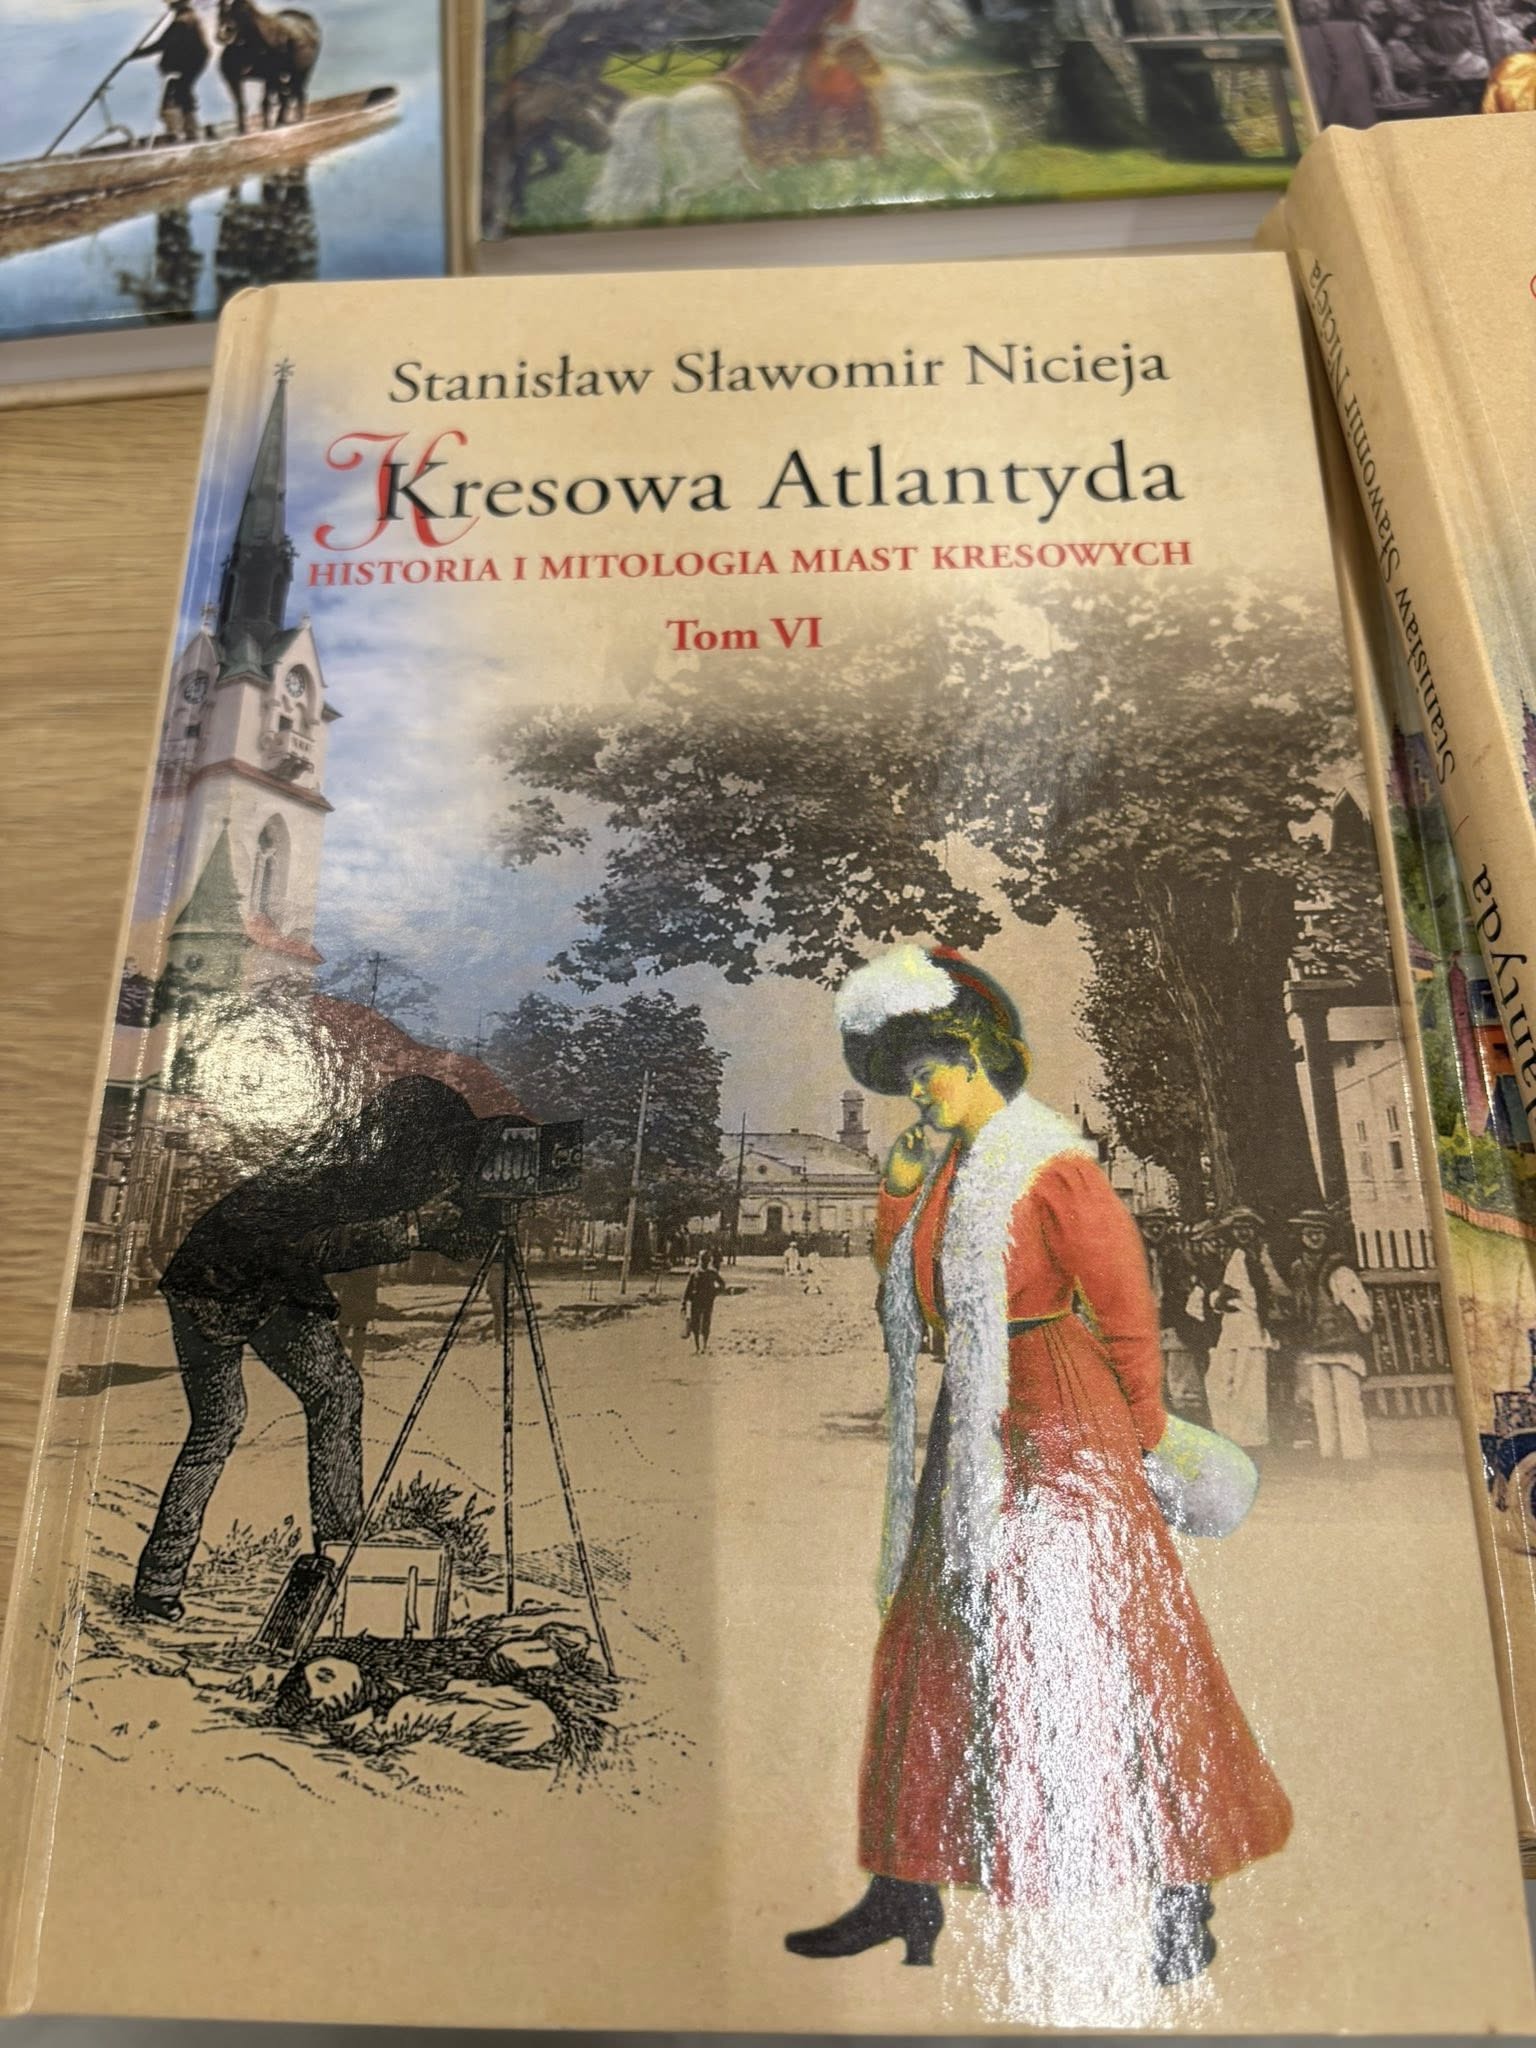 Stanisław Sławomir Nicieja
Kresowa Atlantyda
HISTORIA I MITOLOGIA MIAST KRESOWYCH
Tom VI
Stanisław Sławomir Nicieja